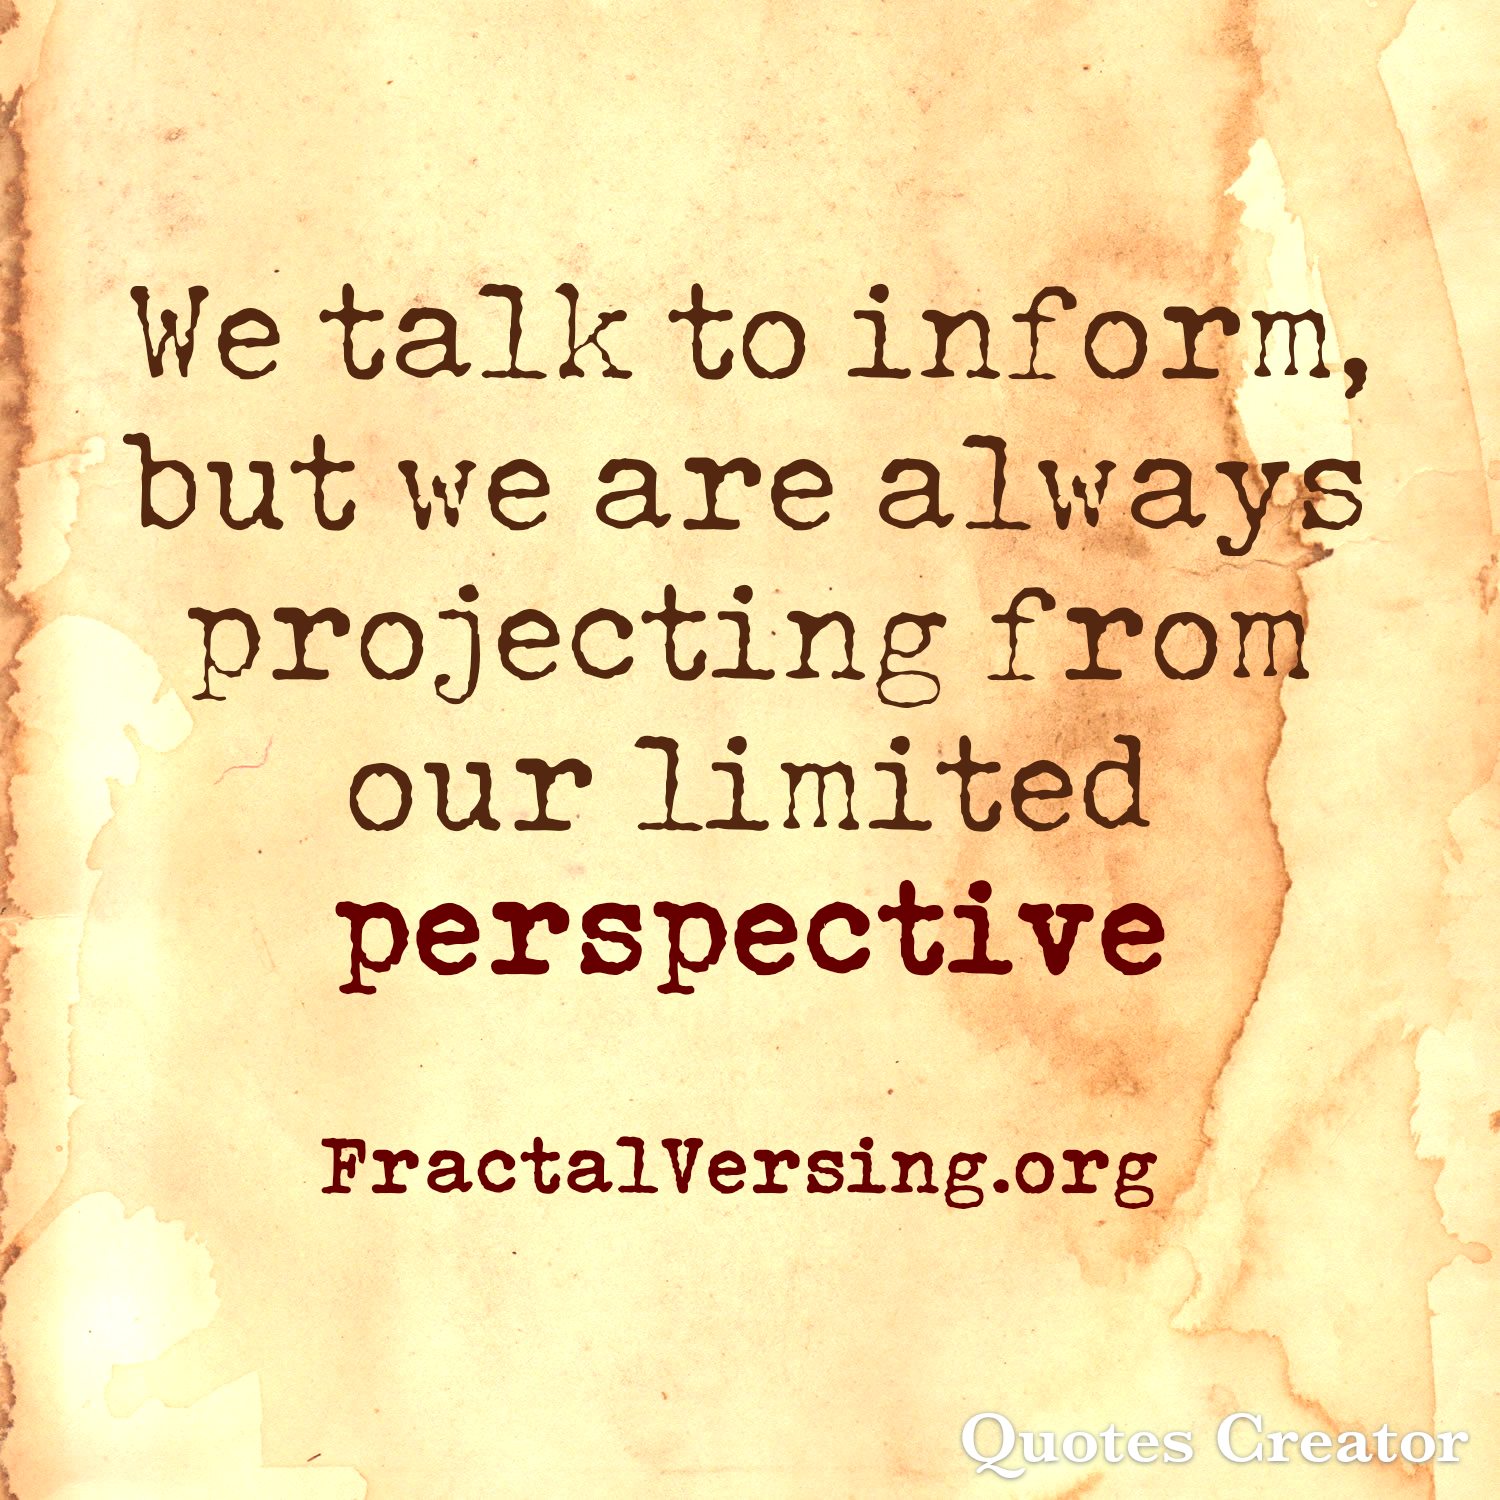 We talk to inform,
but we are always
projecting from
our limited
perspective
FractalVersing.org
Quotes Creator